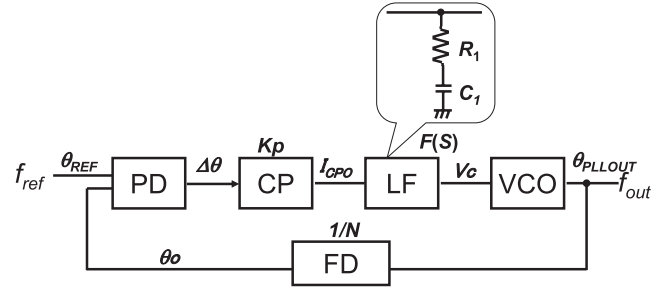 R1
C1
F(S)
Kp
θREF
Δθ
ICPO
Vc
θPLLOUT
fref
PD
CP
LF
VCO
fout
1/N
θo
FD